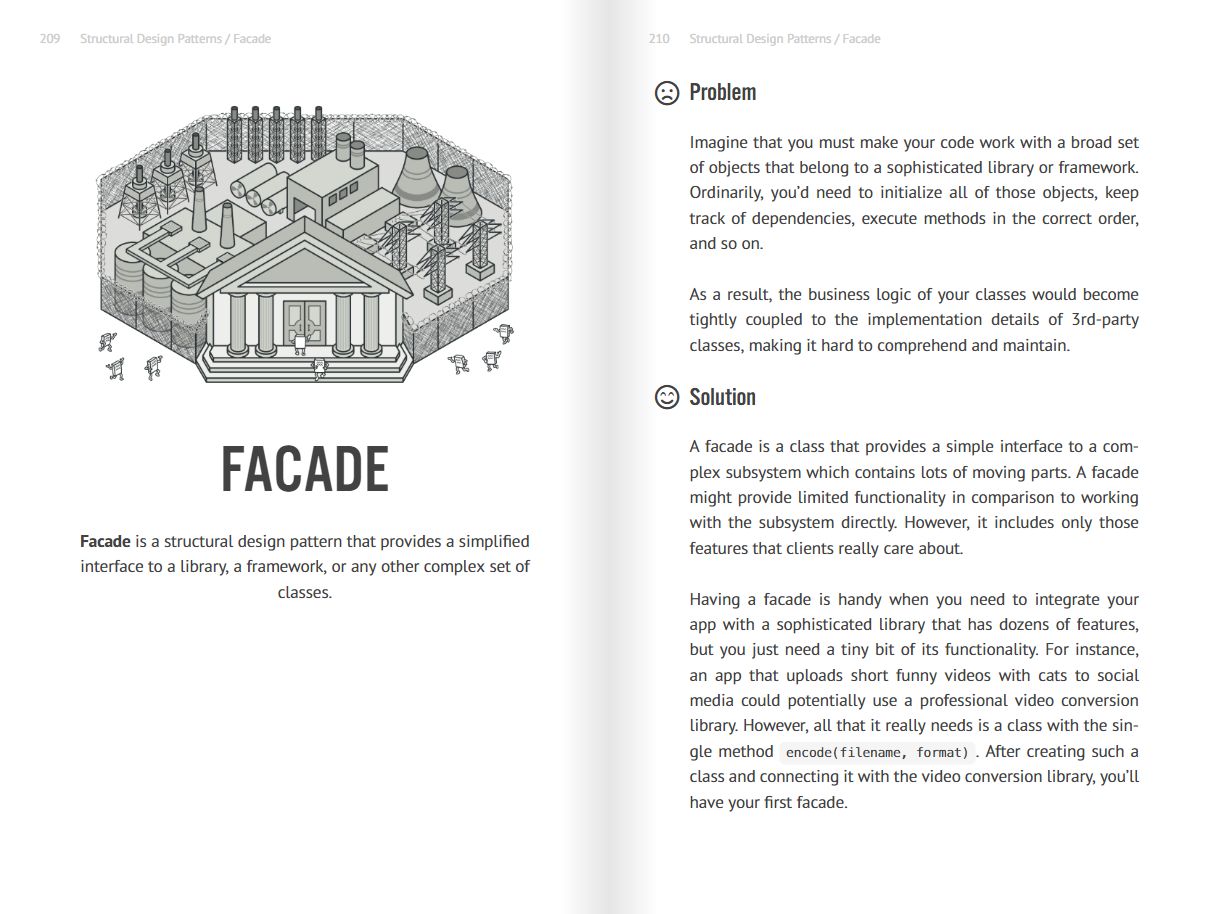 209 Structural Design Patterns / Facade
FACADE
Facade is a structural design pattern that provides a simplified
interface to a library, a framework, or any other complex set of
classes.
210 Structural Design Patterns / Facade
Problem
Imagine that you must make your code work with a broad set
of objects that belong to a sophisticated library or framework.
Ordinarily, you’d need to initialize all of those objects, keep
track of dependencies, execute methods in the correct order,
and so on.
As a result, the business logic of your classes would become
tightly coupled to the implementation details of 3rd-party
classes, making it hard to comprehend and maintain.
Solution
A facade is a class that provides a simple interface to a com-
plex subsystem which contains lots of moving parts. A facade
might provide limited functionality in comparison to working
with the subsystem directly. However, it includes only those
features that clients really care about.
Having a facade is handy when you need to integrate your
app with a sophisticated library that has dozens of features,
but you just need a tiny bit of its functionality. For instance,
an app that uploads short funny videos with cats to social
media could potentially use a professional video conversion
library. However, all that it really needs is a class with the sin-
gle method encode(filename, format) . After creating such a
class and connecting it with the video conversion library, you’ll
have your first facade.